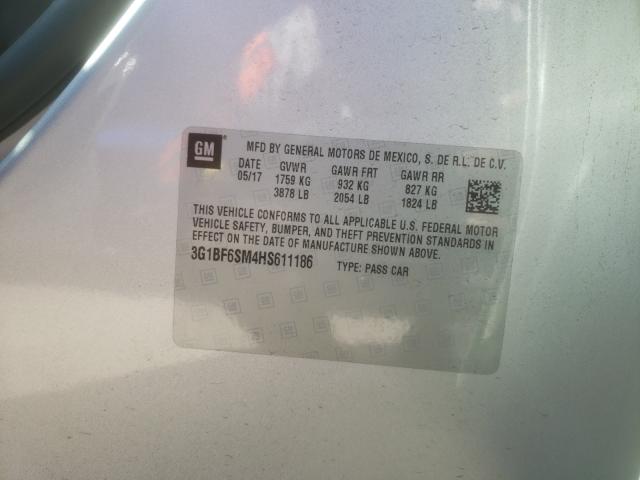 GM ® MFD BY GENERAL MOTORS DE MEXICO, S. DE R.L. DE C.V.
DATE GVWR GAWR FRT GAWR RR
05/17 1759 KG 932 KG 827 KG
3878 LB 2054 LB 1824 LB
THIS VEHICLE CONFORMS TO ALL APPLICABLE U.S. FEDERAL MOTOR
VEHICLE SAFETY, BUMPER, AND THEFT PREVENTION STANDARDS IN
EFFECT ON THE DATE OF MANUFACTURE SHOWN ABOVE.
3G1BF6SM4HS611186 TYPE: PASS CAR